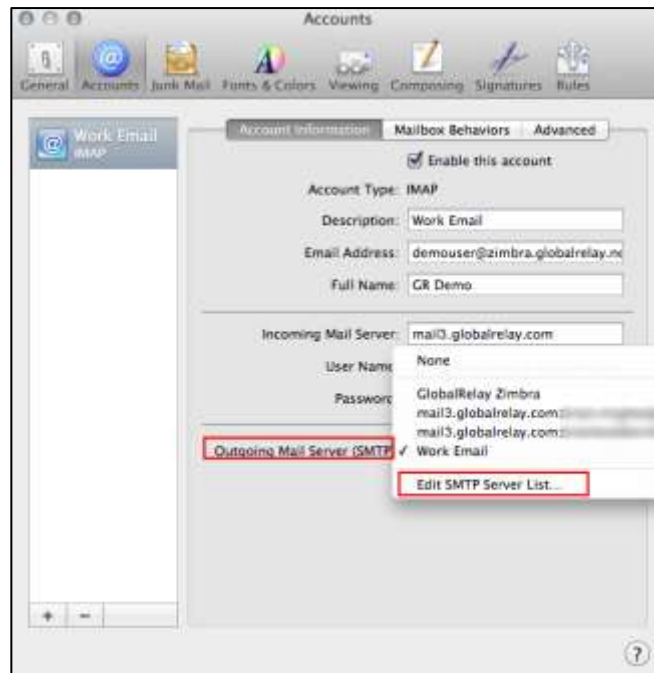 Accounts
General Accounts Junk Mail Fonts & Colors Viewing Composing Signatures Rules
Work Email
IMAP
Account Information Mailbox Behaviors Advanced
Enable this account
Account Type: IMAP
Description: Work Email
Email Address: demouser@zimbra.globalrelay.ne
Full Name: GR Demo
Incoming Mail Server: mail3.globalrelay.com
User Name
None
Password
GlobalRelay Zimbra
mail3.globalrelay.com:
mail3.globalrelay.com:
Outgoing Mail Server (SMTP ✓ Work Email
Edit SMTP Server List...
+ -
?